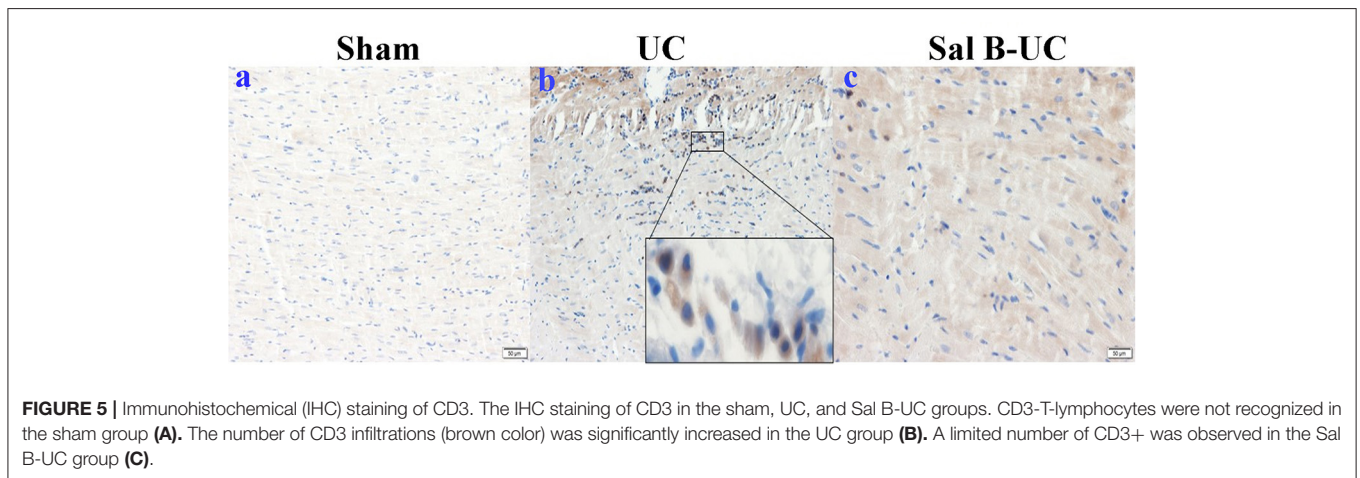 Sham UC Sal B-UC
a b c
50 µm 50 µm
FIGURE 5 | Immunohistochemical (IHC) staining of CD3. The IHC staining of CD3 in the sham, UC, and Sal B-UC groups. CD3-T-lymphocytes were not recognized in
the sham group (A). The number of CD3 infiltrations (brown color) was significantly increased in the UC group (B). A limited number of CD3+ was observed in the Sal
B-UC group (C).